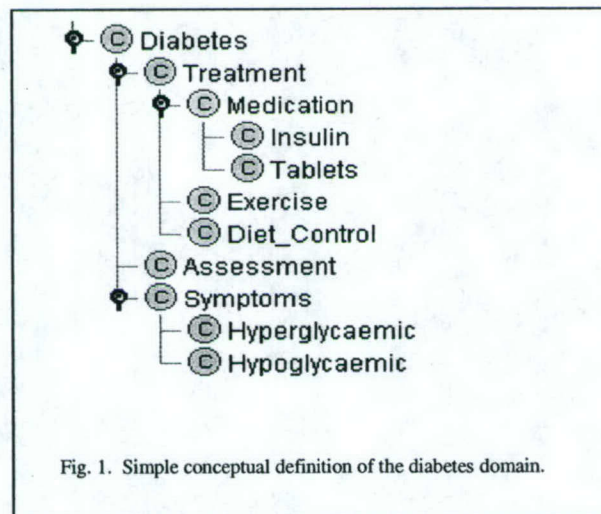 C Diabetes
C Treatment
C Medication
C Insulin
C Tablets
C Exercise
C Diet_Control
C Assessment
C Symptoms
C Hyperglycaemic
C Hypoglycaemic
Fig. 1. Simple conceptual definition of the diabetes domain.